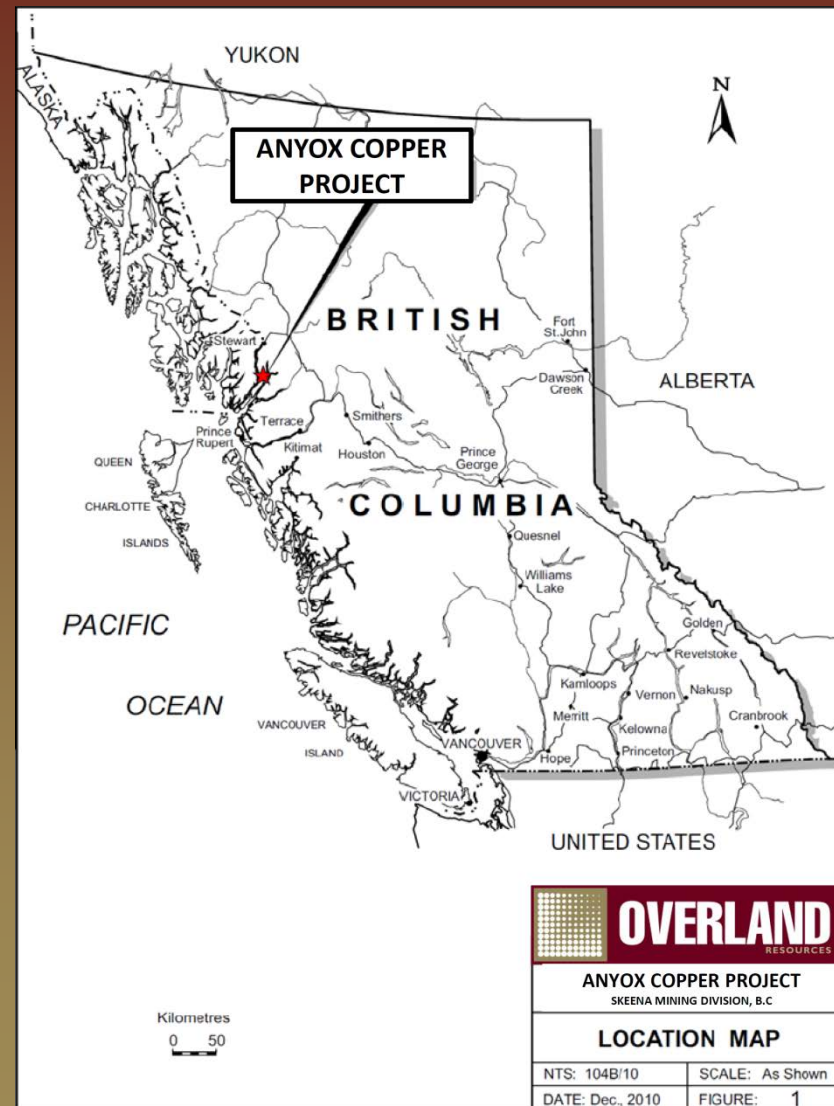 YUKON
ALASKA
N
ANYOX COPPER
PROJECT
BRITISH
Fort
St.John
Stewart
Dawson
Creek
ALBERTA
Terrace
Smithers
Prince
Rupert
Kitimat
Houston
Prince
George
QUEEN
CHARLOTTE
ISLANDS
COLUMBIA
Quesnel
Williams
Lake
PACIFIC
OCEAN
Golden
Revelstoke
Kamloops
Vernon
Nakusp
Merritt
Cranbrook
Kelowna
VANCOUVER
ISLAND
VANCOUVER
Hope
Princeton
VICTORIA
UNITED STATES
OVERLAND
RESOURCES
ANYOX COPPER PROJECT
SKEENA MINING DIVISION, B.C
LOCATION MAP
Kilometres
0 50
NTS: 104B/10 SCALE: As Shown
DATE: Dec., 2010 FIGURE: 1